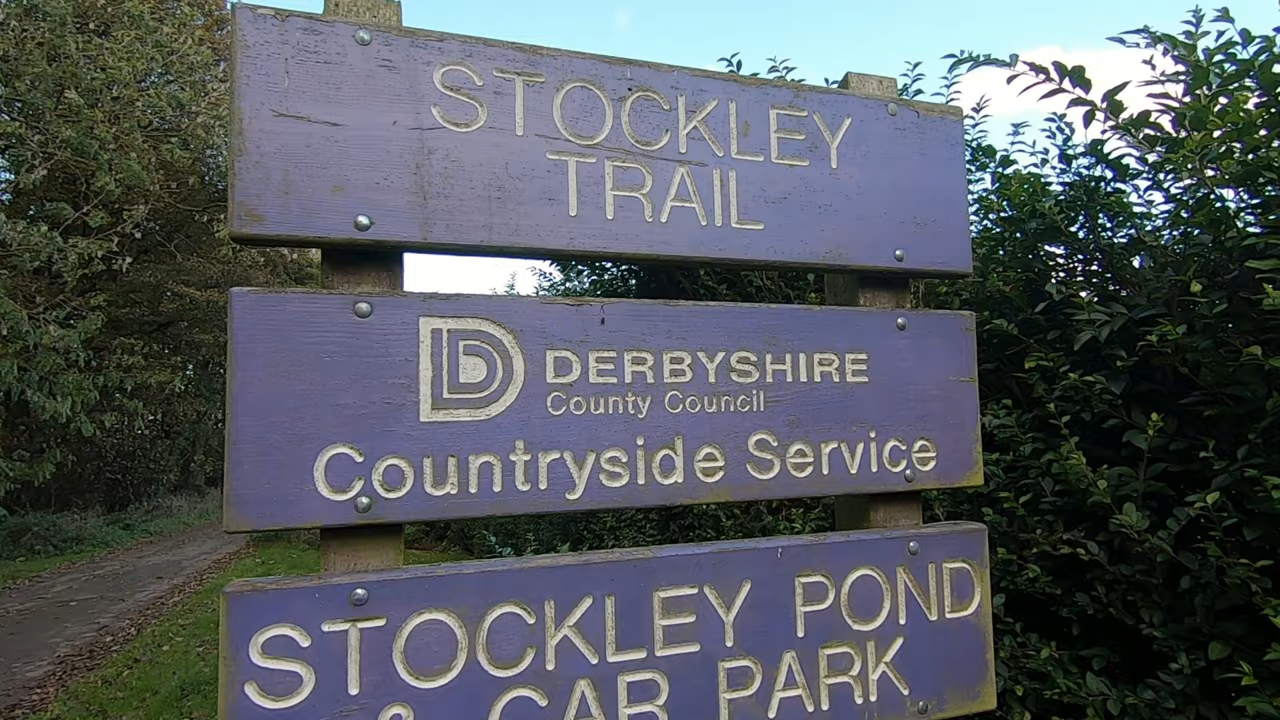 STOCKLEY
TRAIL
DERBYSHIRE
County Council
Countryside Service
STOCKLEY POND
& CAR PARK